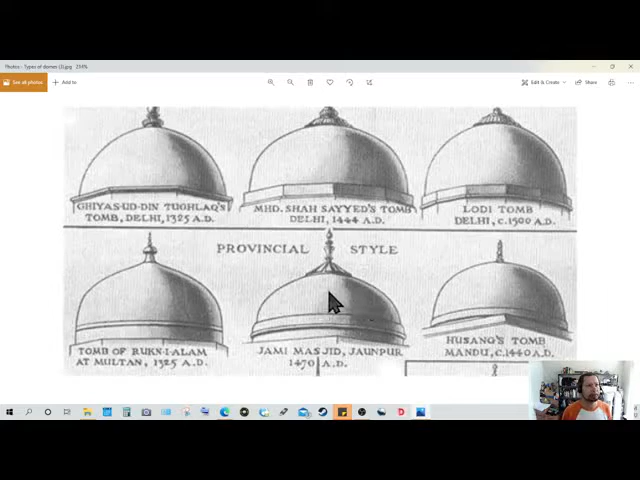 Photos - Types of domes (3).jpg 234%
See all photos
Add to
Edit & Create
Share
GHIYAS-UD-DIN TUGHLAQ'S
TOMB, DELHI, 1325 A.D.
MHD. SHAH SAYYED'S TOMB
DELHI, 1444 A.D.
LODI TOMB
DELHI, C.1500 A.D.
PROVINCIAL STYLE
TOMB OF RUKN-I-ALAM
AT MULTAN, 1325 A.D.
JAMI MASJID, JAUNPUR
1470 A.D.
HUSANG'S TOMB
MANDU, C.1440 A.D.